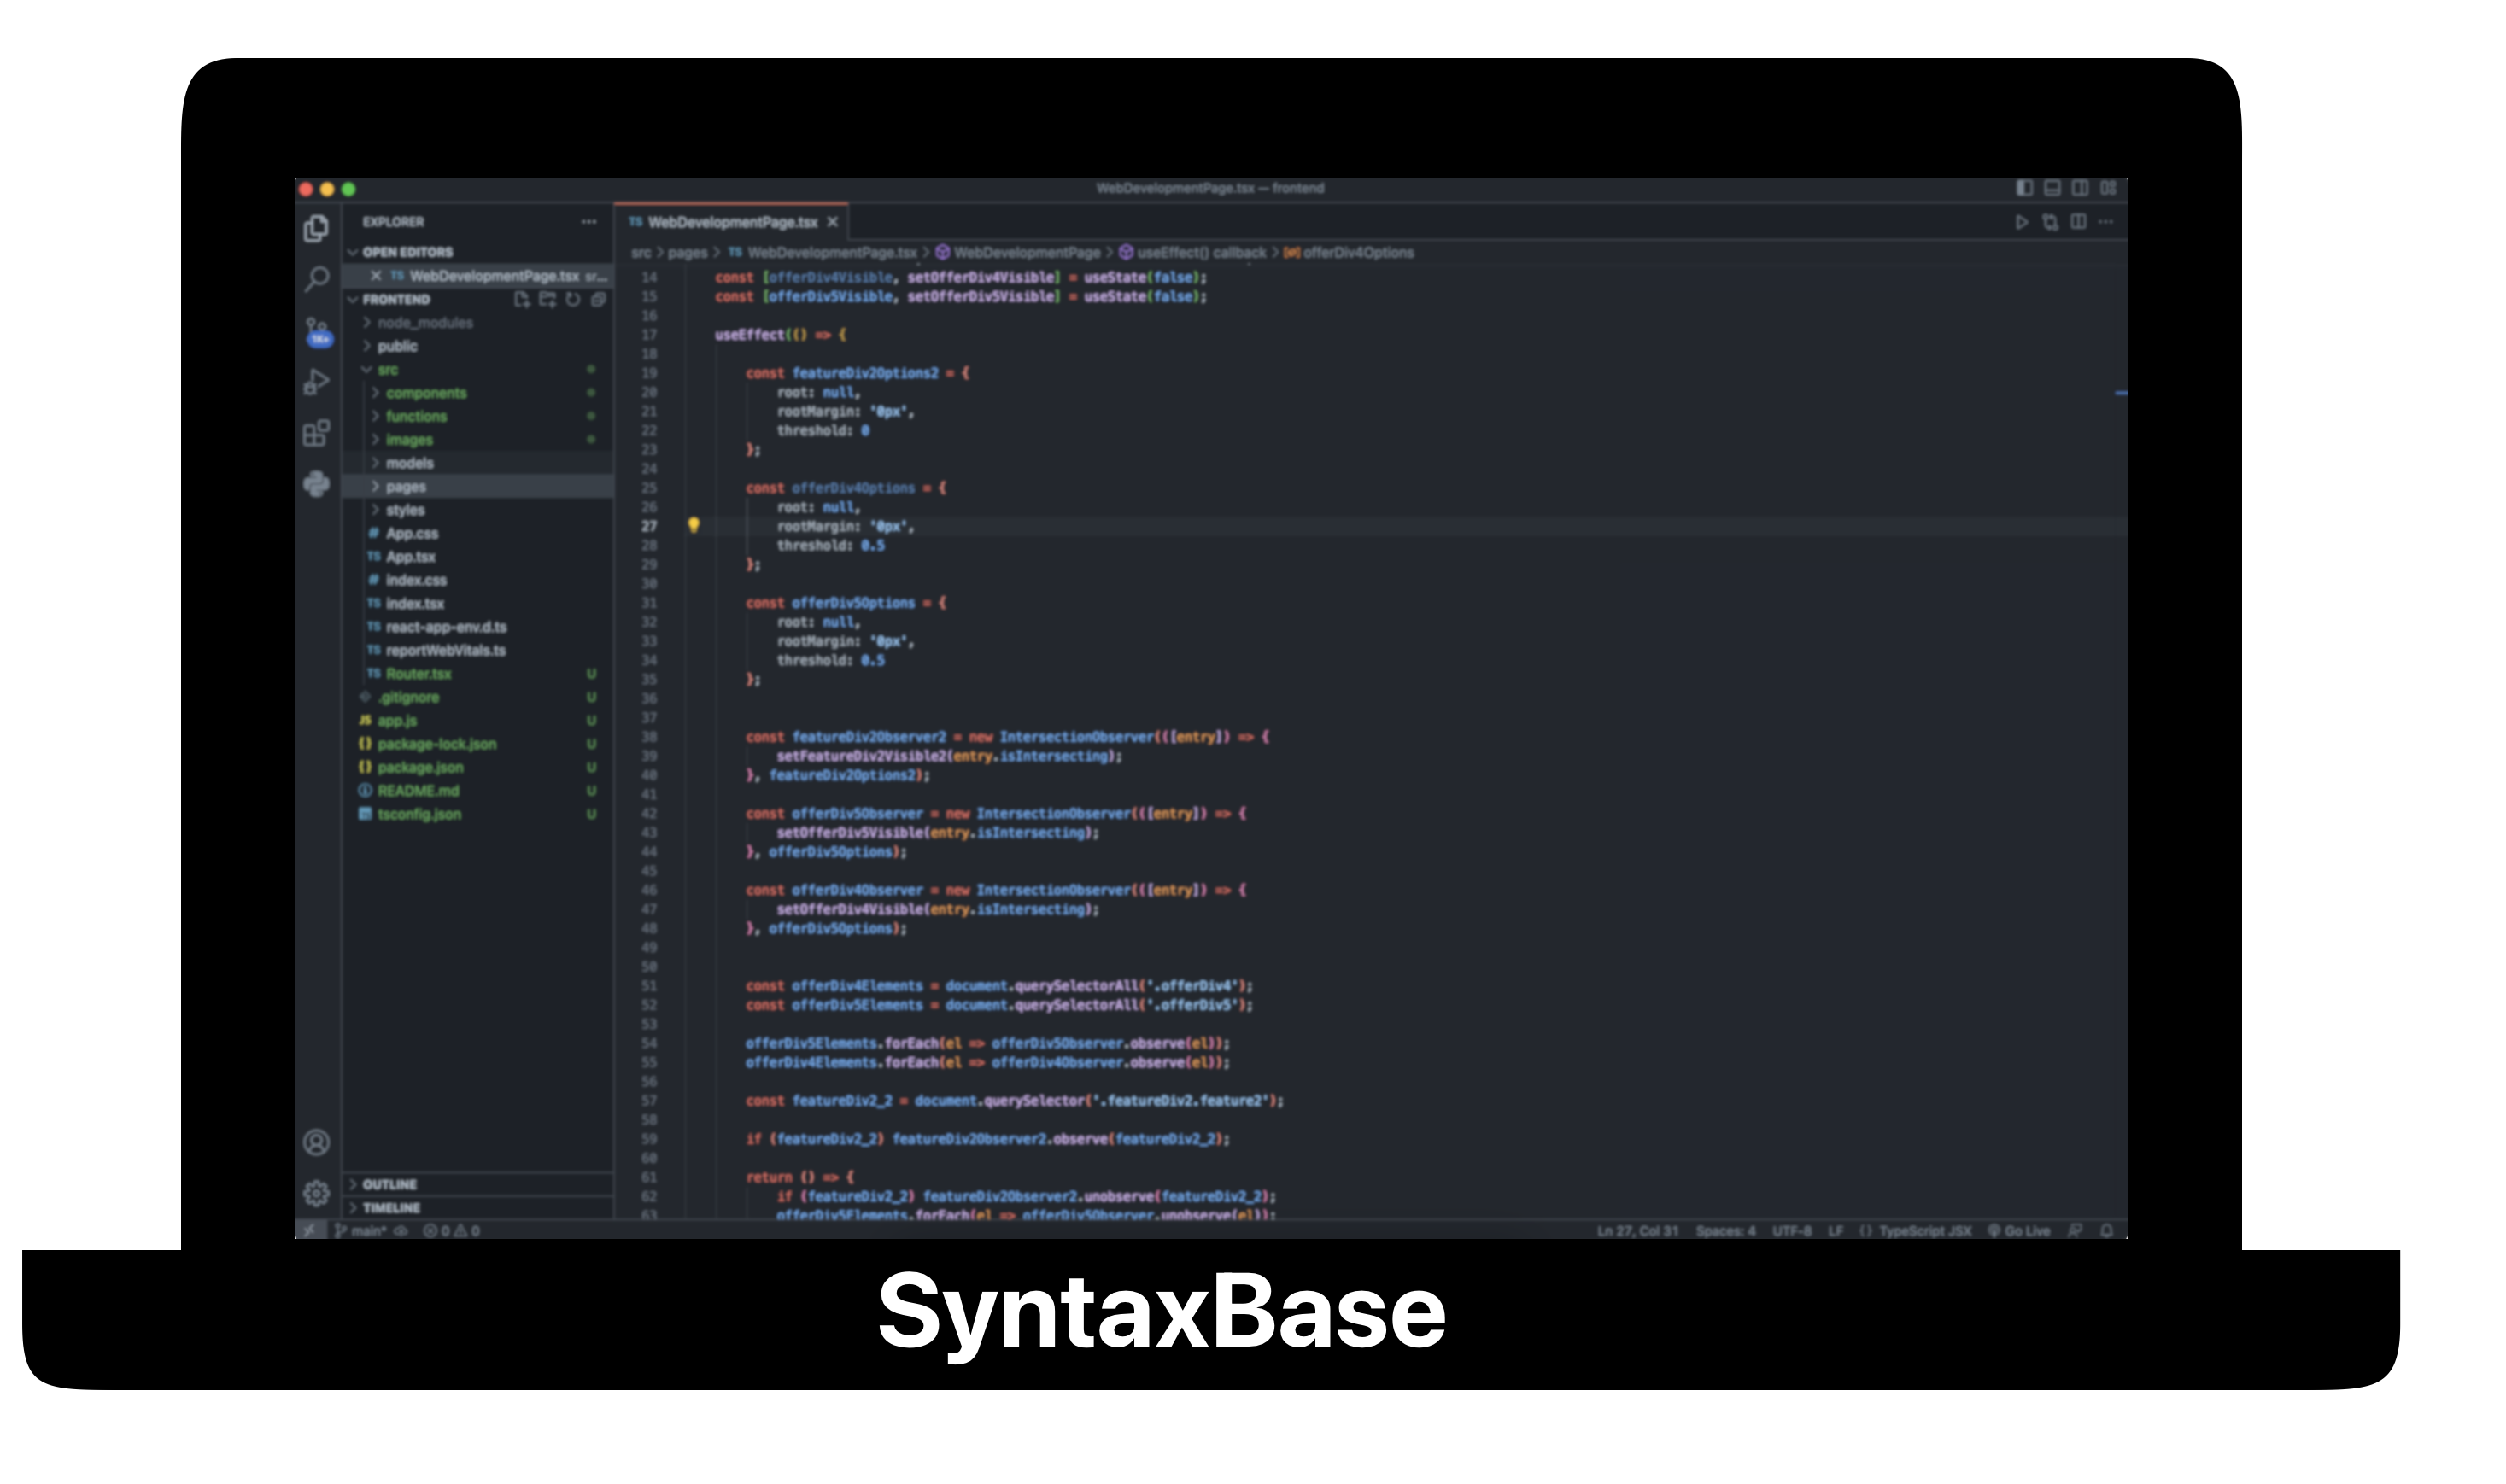 WebDevelopmentPage.tsx — frontend
EXPLORER
OPEN EDITORS
TS WebDevelopmentPage.tsx sr...
FRONTEND
node_modules
public
src
components
functions
images
models
pages
styles
# App.css
TS App.tsx
# index.css
TS index.tsx
TS react-app-env.d.ts
TS reportWebVitals.ts
TS Router.tsx U
.gitignore U
JS app.js U
{} package-lock.json U
{} package.json U
README.md U
tsconfig.json U
OUTLINE
TIMELINE
1K+
TS WebDevelopmentPage.tsx
src > pages > TS WebDevelopmentPage.tsx > WebDevelopmentPage > useEffect() callback > offerDiv4Options
14 const [offerDiv4Visible, setOfferDiv4Visible] = useState(false);
15 const [offerDiv5Visible, setOfferDiv5Visible] = useState(false);
16
17 useEffect(() => {
18
19 const featureDiv2Options2 = {
20 root: null,
21 rootMargin: '0px',
22 threshold: 0
23 };
24
25 const offerDiv4Options = {
26 root: null,
27 rootMargin: '0px',
28 threshold: 0.5
29 };
30
31 const offerDiv5Options = {
32 root: null,
33 rootMargin: '0px',
34 threshold: 0.5
35 };
36
37
38 const featureDiv2Observer2 = new IntersectionObserver(([entry]) => {
39 setFeatureDiv2Visible2(entry.isIntersecting);
40 }, featureDiv2Options2);
41
42 const offerDiv5Observer = new IntersectionObserver(([entry]) => {
43 setOfferDiv5Visible(entry.isIntersecting);
44 }, offerDiv5Options);
45
46 const offerDiv4Observer = new IntersectionObserver(([entry]) => {
47 setOfferDiv4Visible(entry.isIntersecting);
48 }, offerDiv5Options);
49
50
51 const offerDiv4Elements = document.querySelectorAll('.offerDiv4');
52 const offerDiv5Elements = document.querySelectorAll('.offerDiv5');
53
54 offerDiv5Elements.forEach(el => offerDiv5Observer.observe(el));
55 offerDiv4Elements.forEach(el => offerDiv4Observer.observe(el));
56
57 const featureDiv2_2 = document.querySelector('.featureDiv2.feature2');
58
59 if (featureDiv2_2) featureDiv2Observer2.observe(featureDiv2_2);
60
61 return () => {
62 if (featureDiv2_2) featureDiv2Observer2.unobserve(featureDiv2_2);
63 offerDiv5Elements.forEach(el => offerDiv5Observer.unobserve(el));
main* 0 0 Ln 27, Col 31 Spaces: 4 UTF-8 LF {} TypeScript JSX Go Live
SyntaxBase